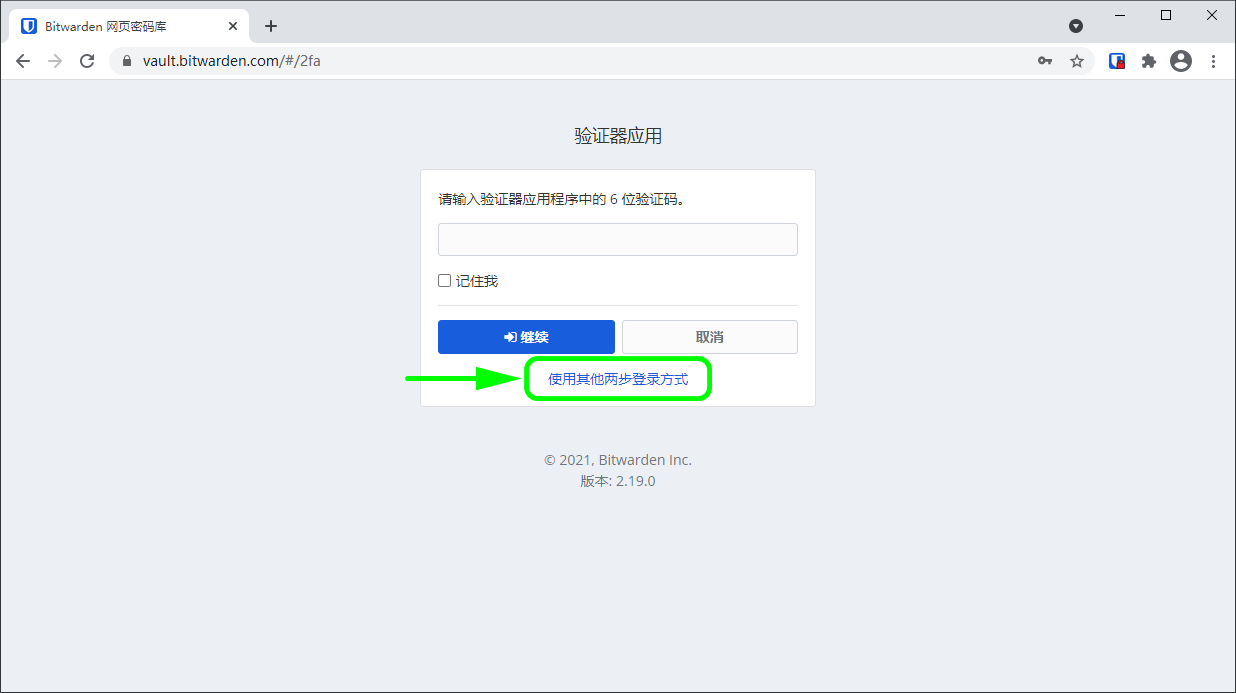 Bitwarden 网页密码库
vault.bitwarden.com/#/2fa
验证器应用
请输入验证器应用程序中的 6 位验证码。
记住我
继续
取消
使用其他两步登录方式
© 2021, Bitwarden Inc.
版本: 2.19.0